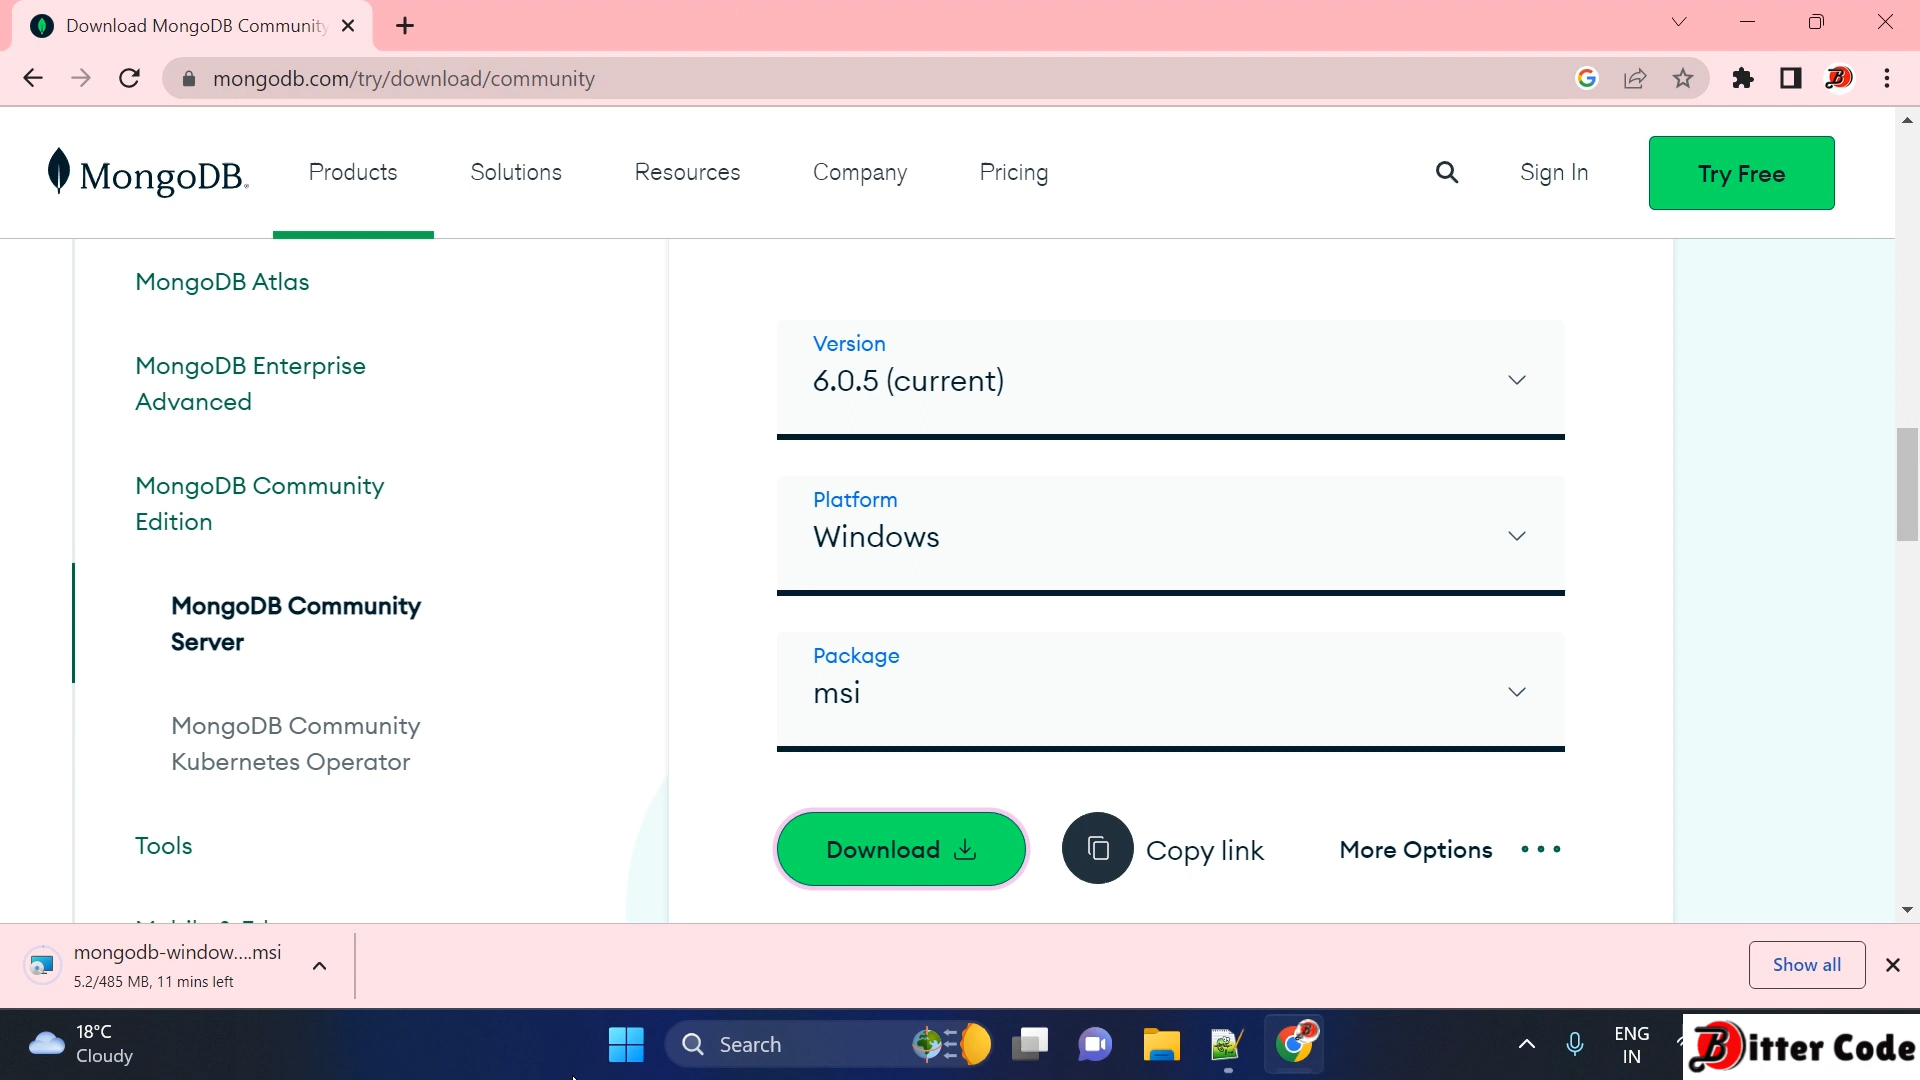 Download MongoDB Community
mongodb.com/try/download/community
MongoDB.
Products
Solutions
Resources
Company
Pricing
Sign In
Try Free
MongoDB Atlas
MongoDB Enterprise
Advanced
MongoDB Community
Edition
MongoDB Community
Server
MongoDB Community
Kubernetes Operator
Tools
Version
6.0.5 (current)
Platform
Windows
Package
msi
Download
Copy link
More Options
mongodb-window....msi
5.2/485 MB, 11 mins left
Show all
18°C
Cloudy
Search
ENG
IN
Bitter Code